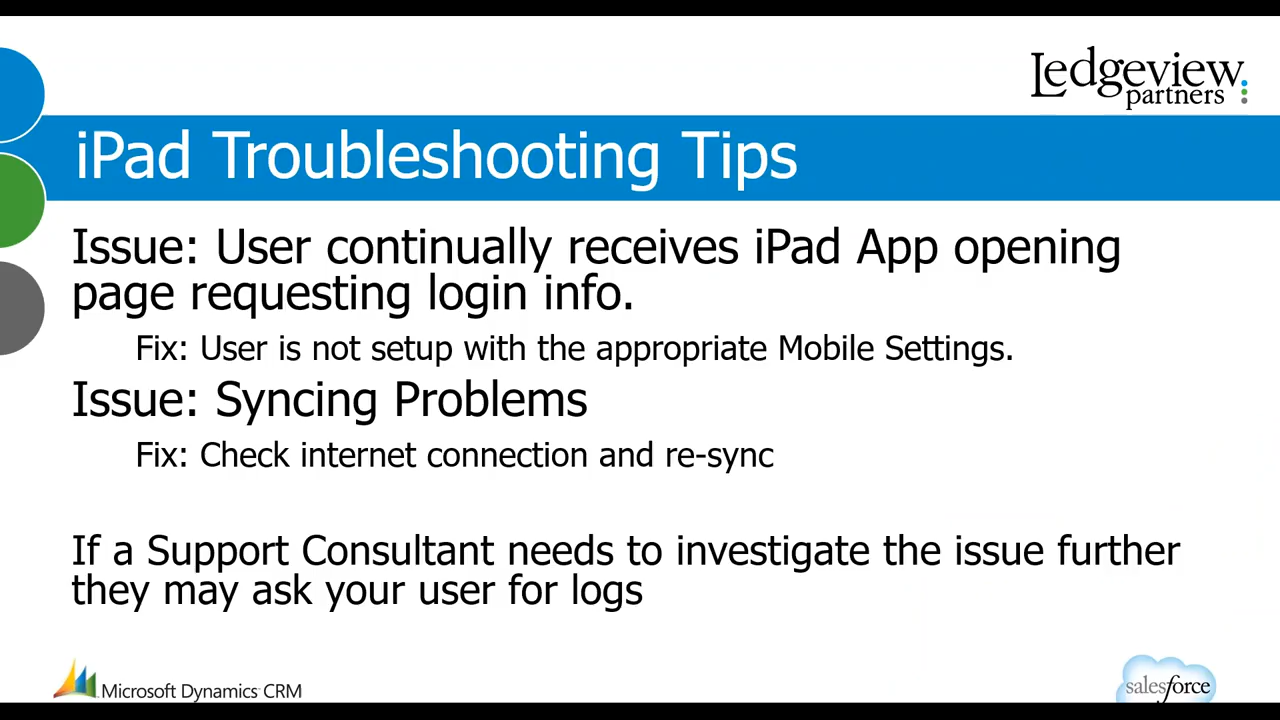 Ledgeview
partners
iPad Troubleshooting Tips
Issue: User continually receives iPad App opening
page requesting login info.
Fix: User is not setup with the appropriate Mobile Settings.
Issue: Syncing Problems
Fix: Check internet connection and re-sync
If a Support Consultant needs to investigate the issue further
they may ask your user for logs
Microsoft Dynamics CRM
salesforce